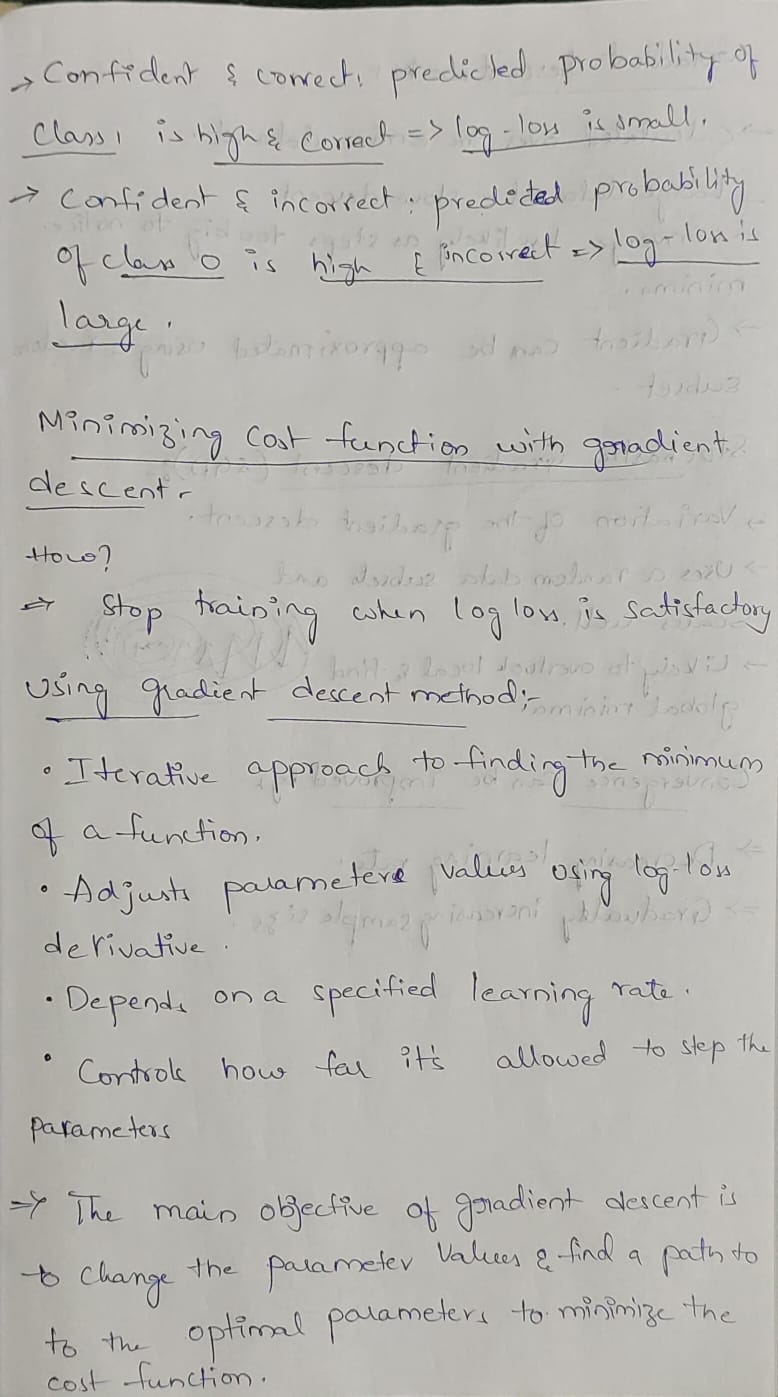 → Confident & correct: predicted probability of
Class 1 is high & correct => log-loss is small.
→ Confident & incorrect: predicted probability
of class 0 is high & incorrect => log-loss is
large.
Minimizing cost function with gradient
descent-
How?
=> Stop training when log loss is satisfactory
Using gradient descent method:-
• Iterative approach to finding the minimum
of a function.
• Adjusts parameters values using log-loss
derivative.
• Depends on a specified learning rate.
• Controls how far it's allowed to step the
parameters
=> The main objective of gradient descent is
to change the parameter values & find a path to
to the optimal parameters to minimize the
cost function.